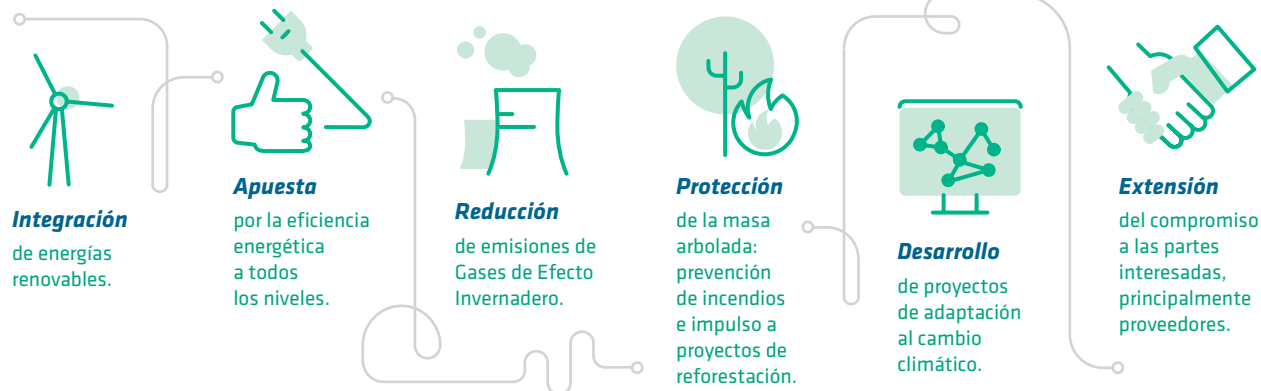 Integración
de energías
renovables.
Apuesta
por la eficiencia
energética
a todos
los niveles.
Reducción
de emisiones de
Gases de Efecto
Invernadero.
Protección
de la masa
arbolada:
prevención
de incendios
e impulso a
proyectos de
reforestación.
Desarrollo
de proyectos
de adaptación
al cambio
climático.
Extensión
del compromiso
a las partes
interesadas,
principalmente
proveedores.